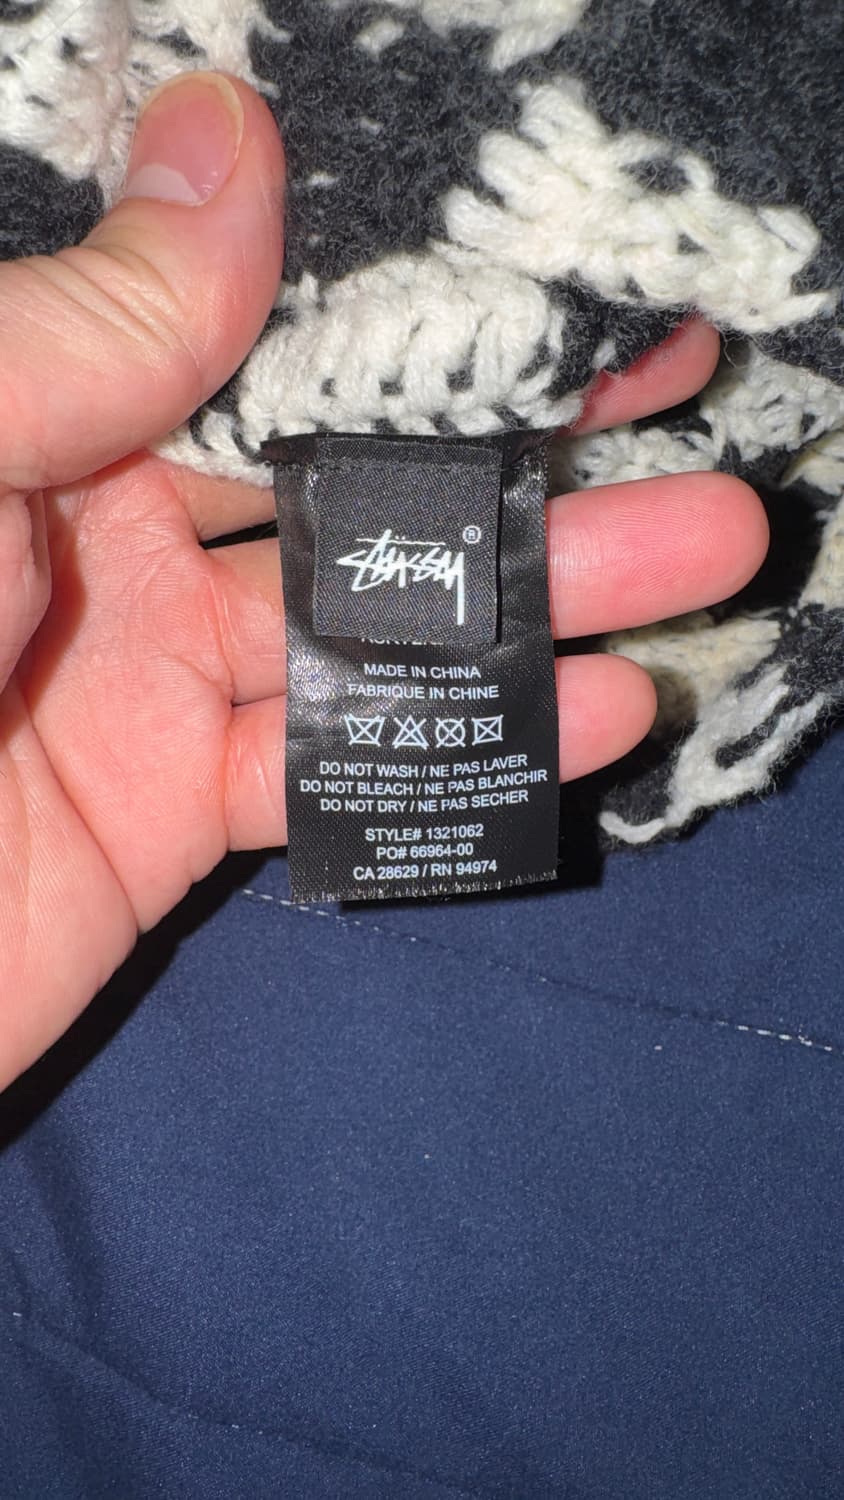 STÜSSY ®
MADE IN CHINA
FABRIQUE IN CHINE
DO NOT WASH / NE PAS LAVER
DO NOT BLEACH / NE PAS BLANCHIR
DO NOT DRY / NE PAS SECHER
STYLE# 1321062
PO# 66964-00
CA 28629 / RN 94974